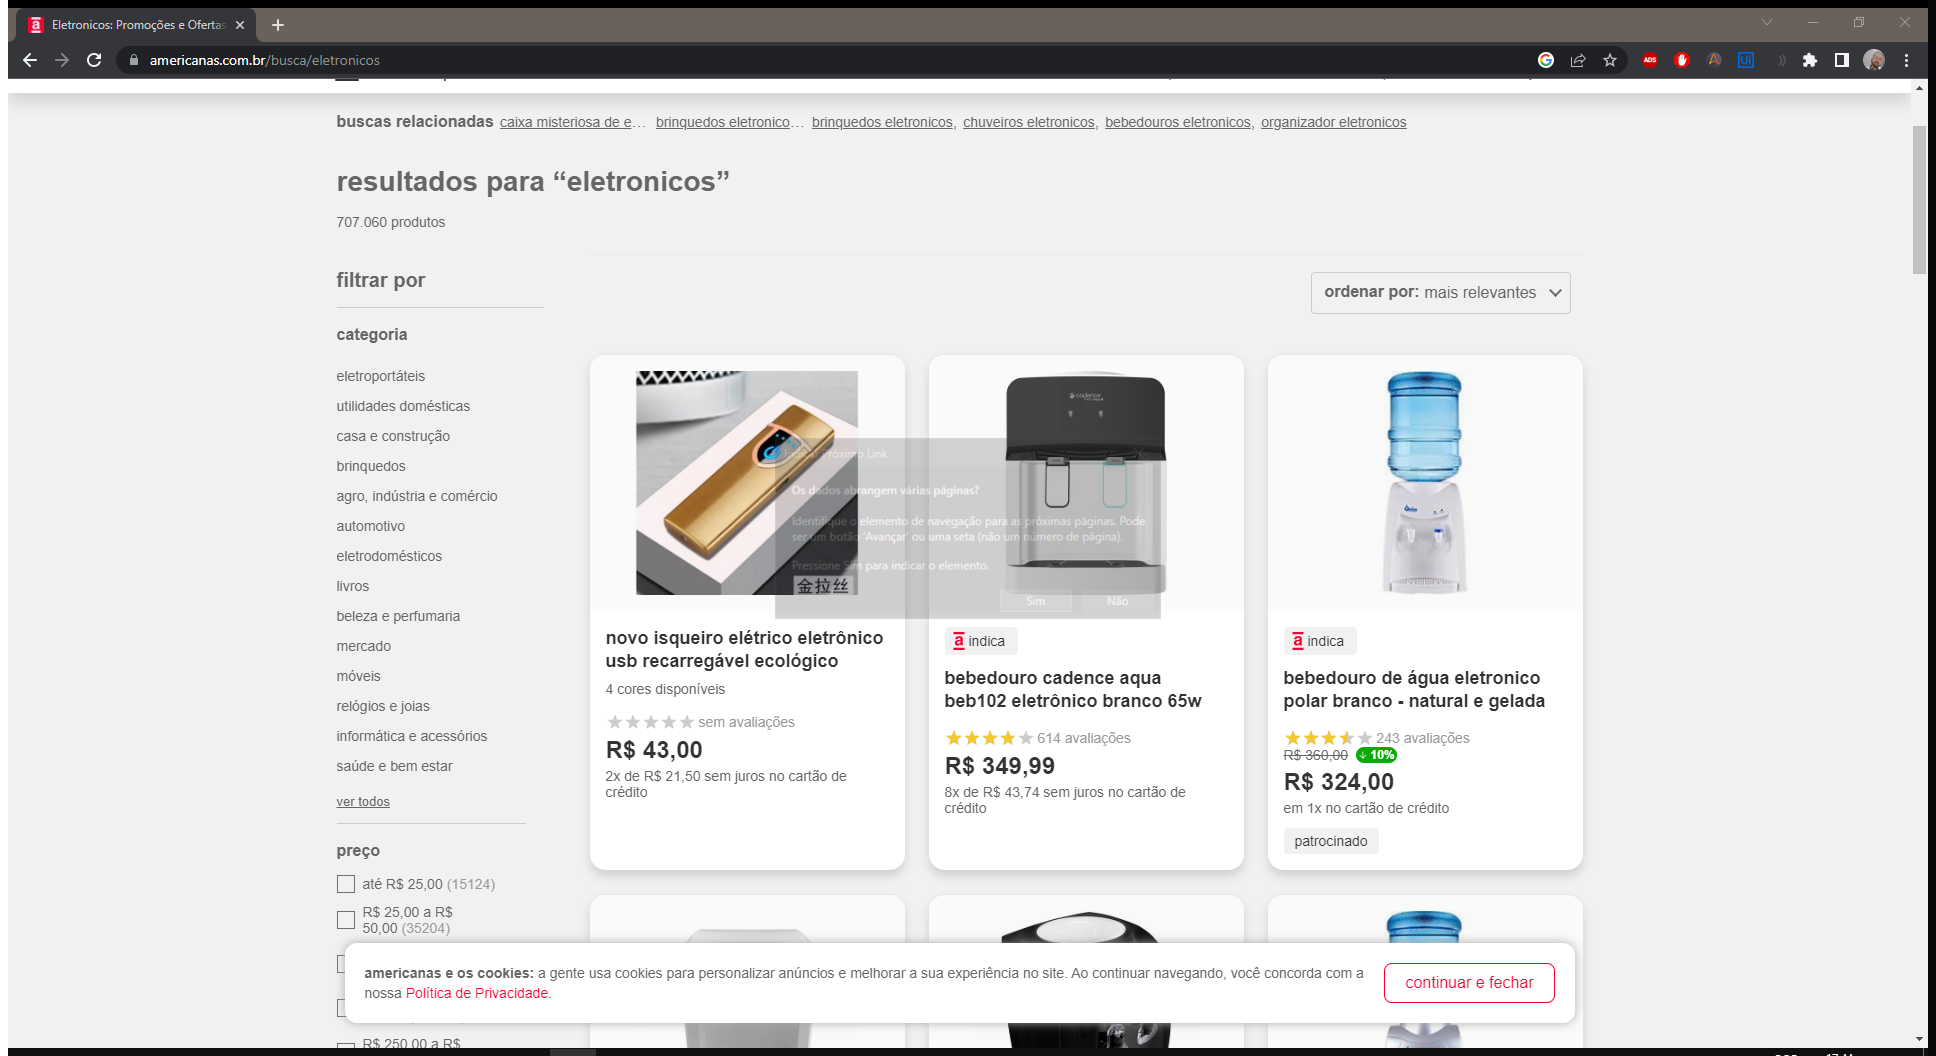 Eletronicos: Promoções e Ofertas
americanas.com.br/busca/eletronicos
ADS
Ui
buscas relacionadas caixa misteriosa de e… brinquedos eletronico… brinquedos eletronicos, chuveiros eletronicos, bebedouros eletronicos, organizador eletronicos
resultados para “eletronicos”
707.060 produtos
filtrar por
ordenar por: mais relevantes
categoria
eletroportáteis
utilidades domésticas
casa e construção
brinquedos
agro, indústria e comércio
automotivo
eletrodomésticos
livros
beleza e perfumaria
mercado
móveis
relógios e joias
informática e acessórios
saúde e bem estar
ver todos
preço
até R$ 25,00 (15124)
R$ 25,00 a R$
50,00 (35204)
R$ 250,00 a R$
金拉丝
cadence
Indicar Próximo Link
Os dados abrangem várias páginas?
Identifique o elemento de navegação para as próximas páginas. Pode
ser um botão 'Avançar' ou uma seta (não um número de página).
Pressione Sim para indicar o elemento.
Sim Não
novo isqueiro elétrico eletrônico
usb recarregável ecológico
4 cores disponíveis
sem avaliações
R$ 43,00
2x de R$ 21,50 sem juros no cartão de
crédito
a indica
bebedouro cadence aqua
beb102 eletrônico branco 65w
614 avaliações
R$ 349,99
8x de R$ 43,74 sem juros no cartão de
crédito
a indica
bebedouro de água eletronico
polar branco - natural e gelada
243 avaliações
R$ 360,00 10%
R$ 324,00
em 1x no cartão de crédito
patrocinado
americanas e os cookies: a gente usa cookies para personalizar anúncios e melhorar a sua experiência no site. Ao continuar navegando, você concorda com a
nossa Política de Privacidade.
continuar e fechar